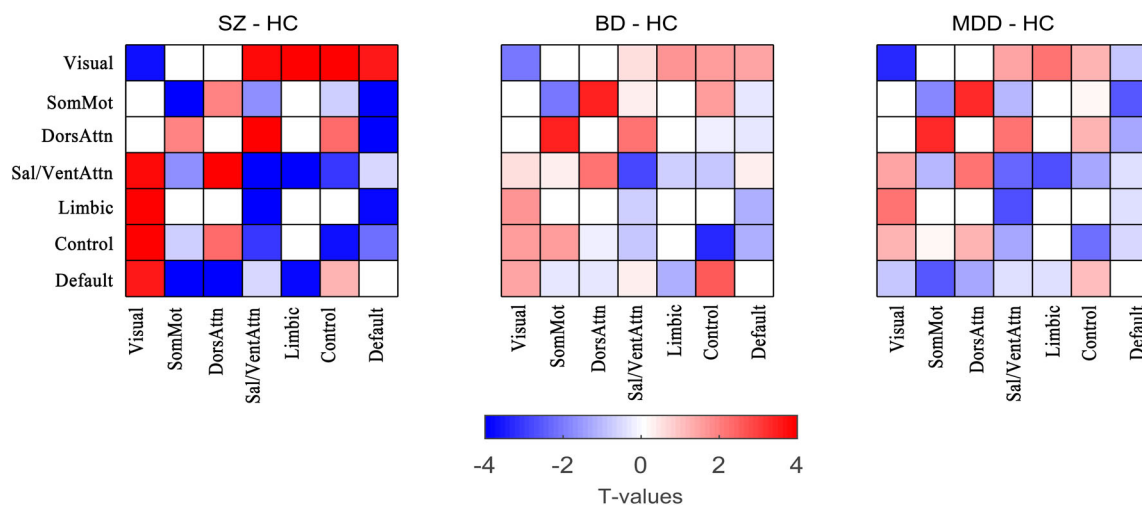 SZ - HC
BD - HC
MDD - HC
Visual
SomMot
DorsAttn
Sal/VentAttn
Limbic
Control
Default
Visual
SomMot
DorsAttn
Sal/VentAttn
Limbic
Control
Default
Visual
SomMot
DorsAttn
Sal/VentAttn
Limbic
Control
Default
Visual
SomMot
DorsAttn
Sal/VentAttn
Limbic
Control
Default
-4 -2 0 2 4
T-values